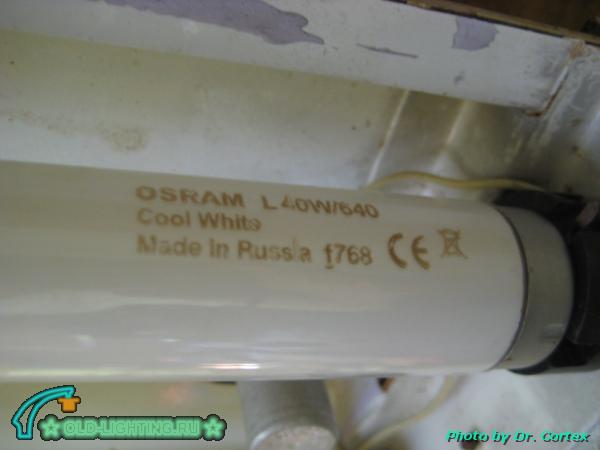 OSRAM L 40W/640
Cool White
Made in Russia f768 CE
OLD-LIGHTING.RU
Photo by Dr. Cortex